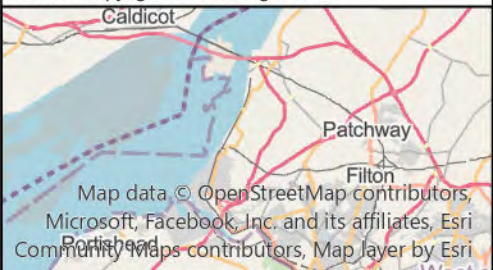 Caldicot
Patchway
Filton
Map data © OpenStreetMap contributors,
Microsoft, Facebook, Inc. and its affiliates, Esri
Community Maps contributors, Map layer by Esri
Portishead